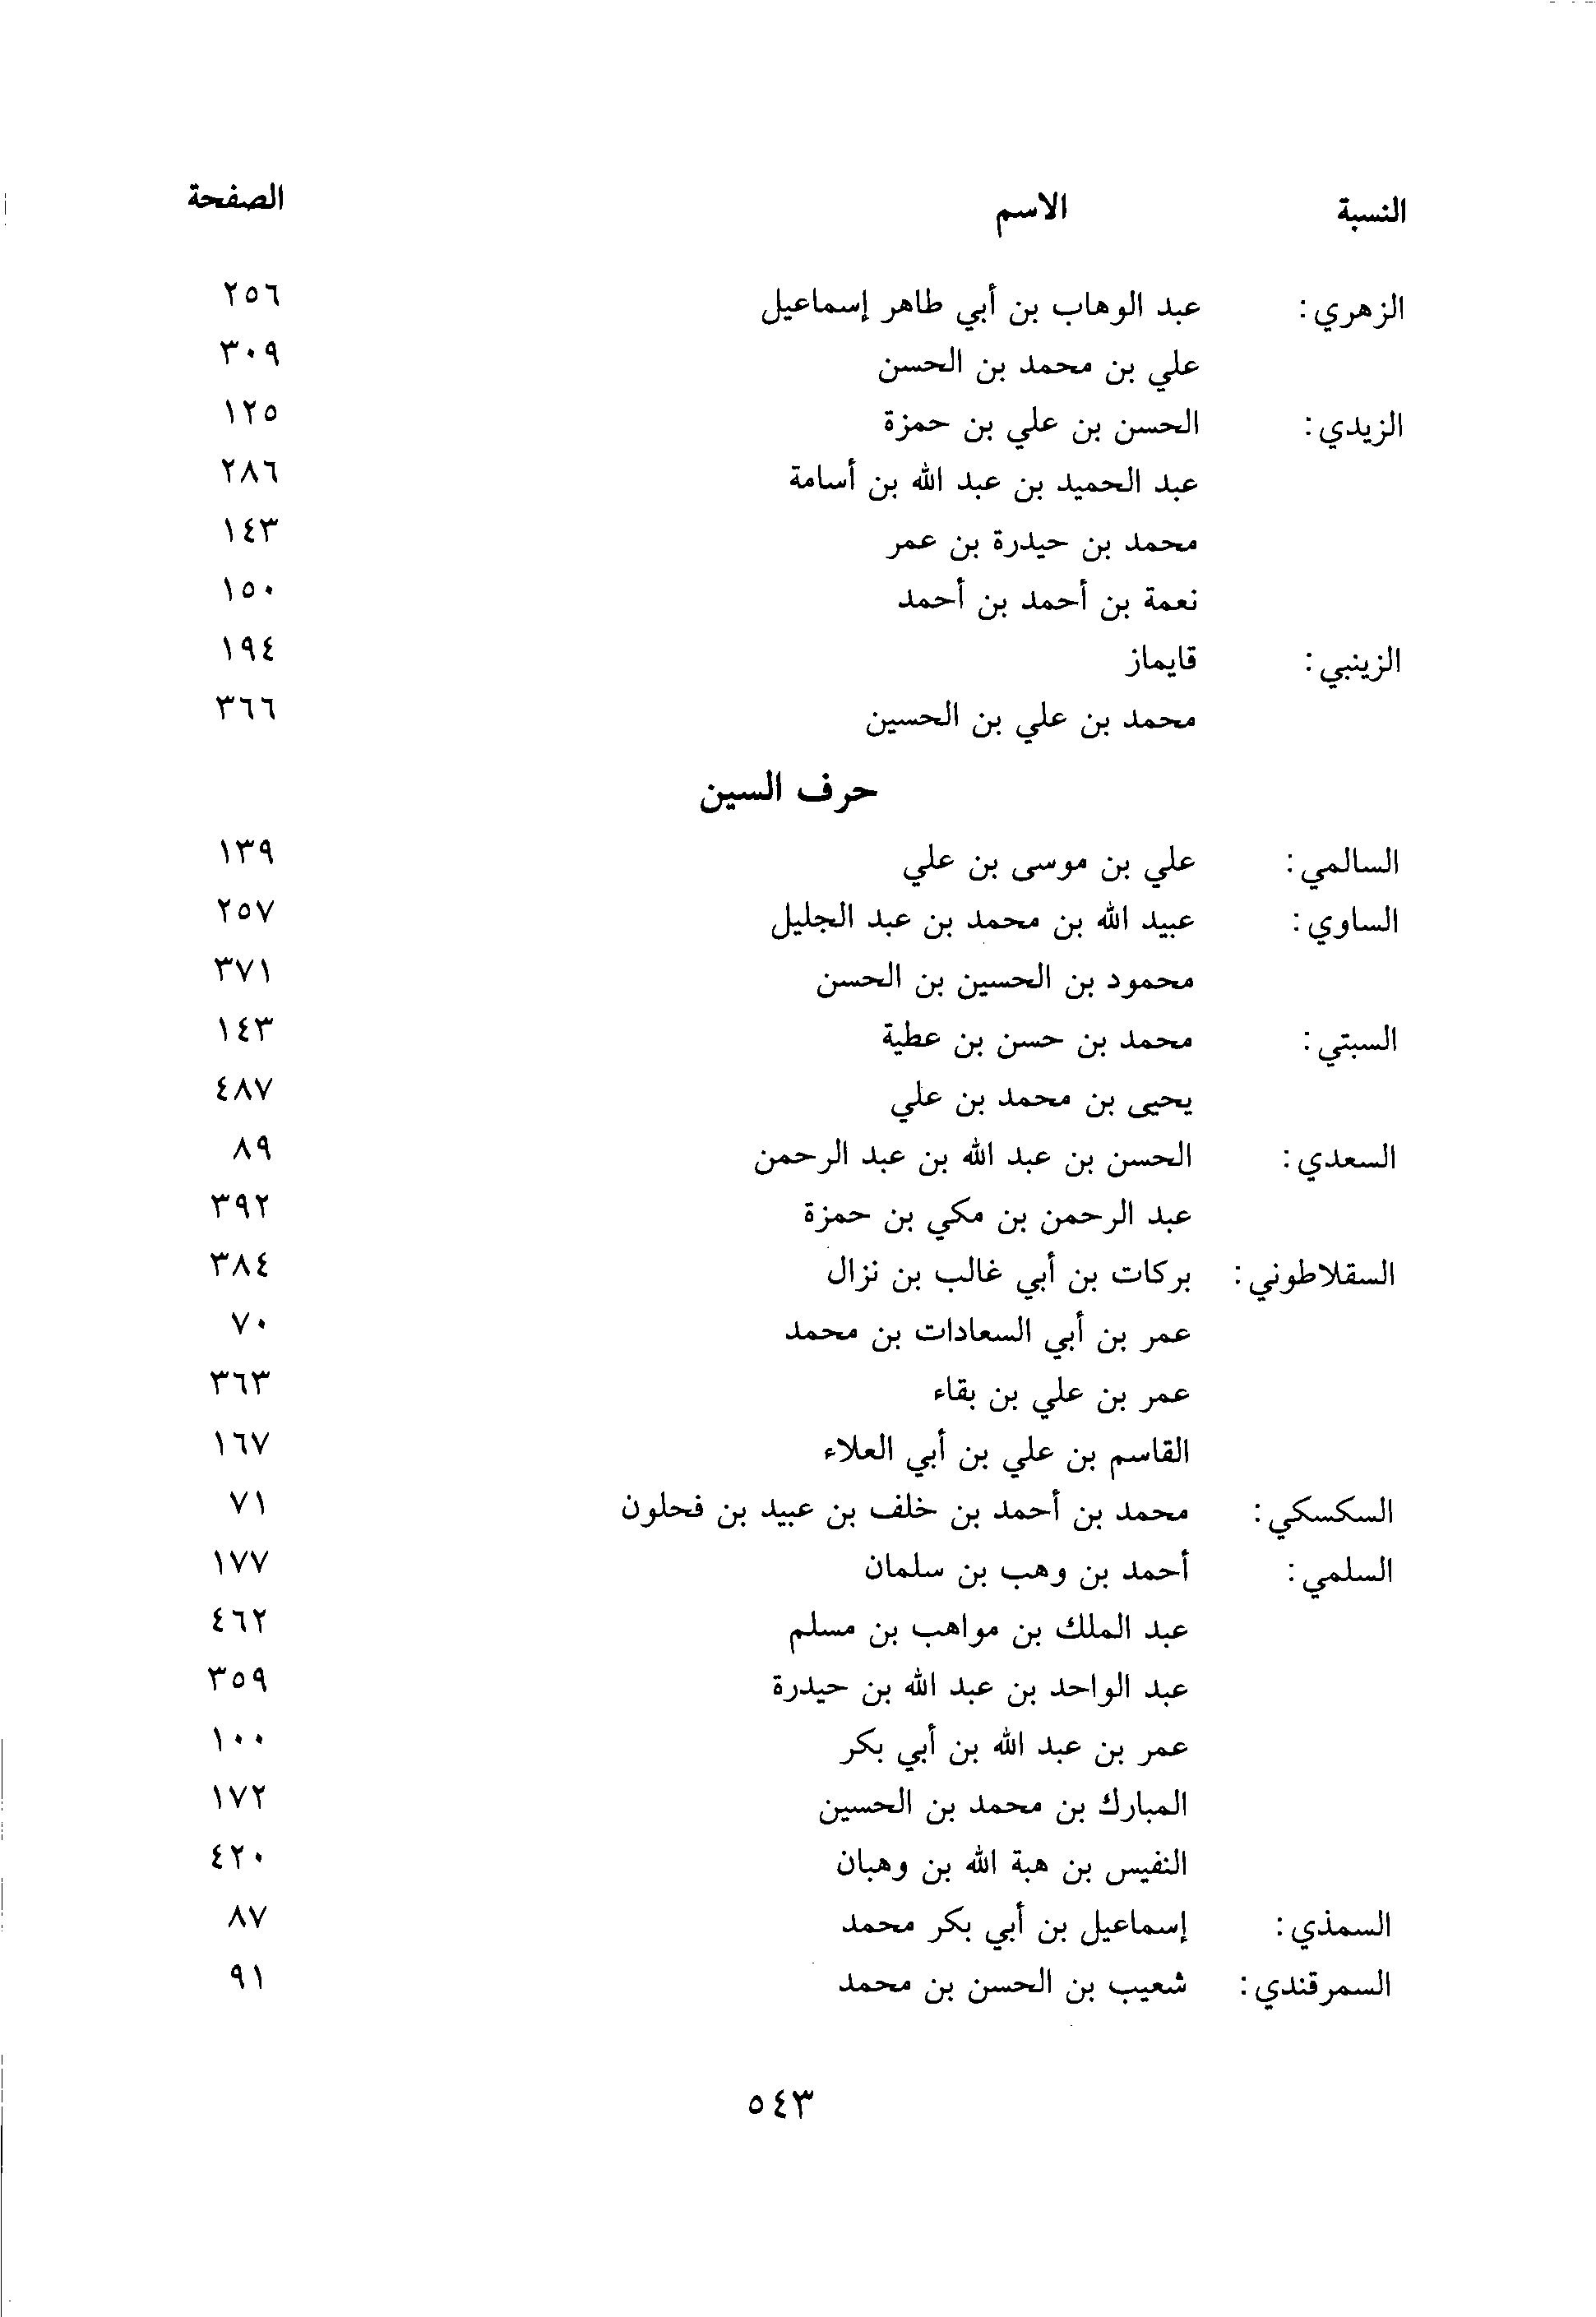 النسبة الاسم الصفحة
الزهري: عبد الوهاب بن أبي طاهر إسماعيل ٢٥٦
علي بن محمد بن الحسن ٣٠٩
الزيدي: الحسن بن علي بن حمزة ١٢٥
عبد الحميد بن عبد الله بن أسامة ٢٨٦
محمد بن حيدرة بن عمر ١٤٣
نعمة بن أحمد بن أحمد ١٥٠
الزينبي: قايماز ١٩٤
محمد بن علي بن الحسين ٣٦٦
حرف السين
السالمي: علي بن موسى بن علي ١٣٩
الساوي: عبيد الله بن محمد بن عبد الجليل ٢٥٧
محمود بن الحسين بن الحسن ٣٧١
السبتي: محمد بن حسن بن عطية ١٤٣
يحيى بن محمد بن علي ٤٨٧
السعدي: الحسن بن عبد الله بن عبد الرحمن ٨٩
عبد الرحمن بن مكي بن حمزة ٣٩٢
السقلاطوني: بركات بن أبي غالب بن نزال ٣٨٤
عمر بن أبي السعادات بن محمد ٧٠
عمر بن علي بن بقاء ٣٦٣
القاسم بن علي بن أبي العلاء ١٦٧
السكسكي: محمد بن أحمد بن خلف بن عبيد بن فحلون ٧١
السلمي: أحمد بن وهب بن سلمان ١٧٧
عبد الملك بن مواهب بن مسلم ٤٦٢
عبد الواحد بن عبد الله بن حيدرة ٣٥٩
عمر بن عبد الله بن أبي بكر ١٠٠
المبارك بن محمد بن الحسين ١٧٢
النفيس بن هبة الله بن وهبان ٤٢٠
السمذي: إسماعيل بن أبي بكر محمد ٨٧
السمرقندي: شعيب بن الحسن بن محمد ٩١
٥٤٣